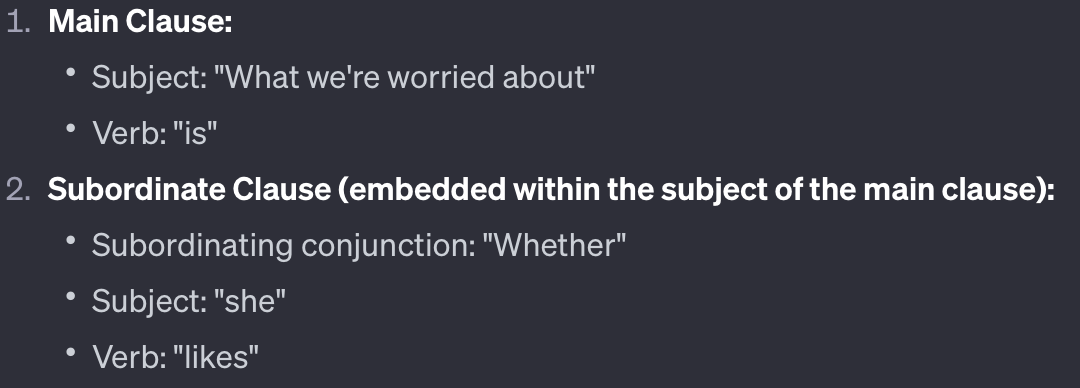 1. Main Clause:
• Subject: "What we're worried about"
• Verb: "is"
2. Subordinate Clause (embedded within the subject of the main clause):
• Subordinating conjunction: "Whether"
• Subject: "she"
• Verb: "likes"